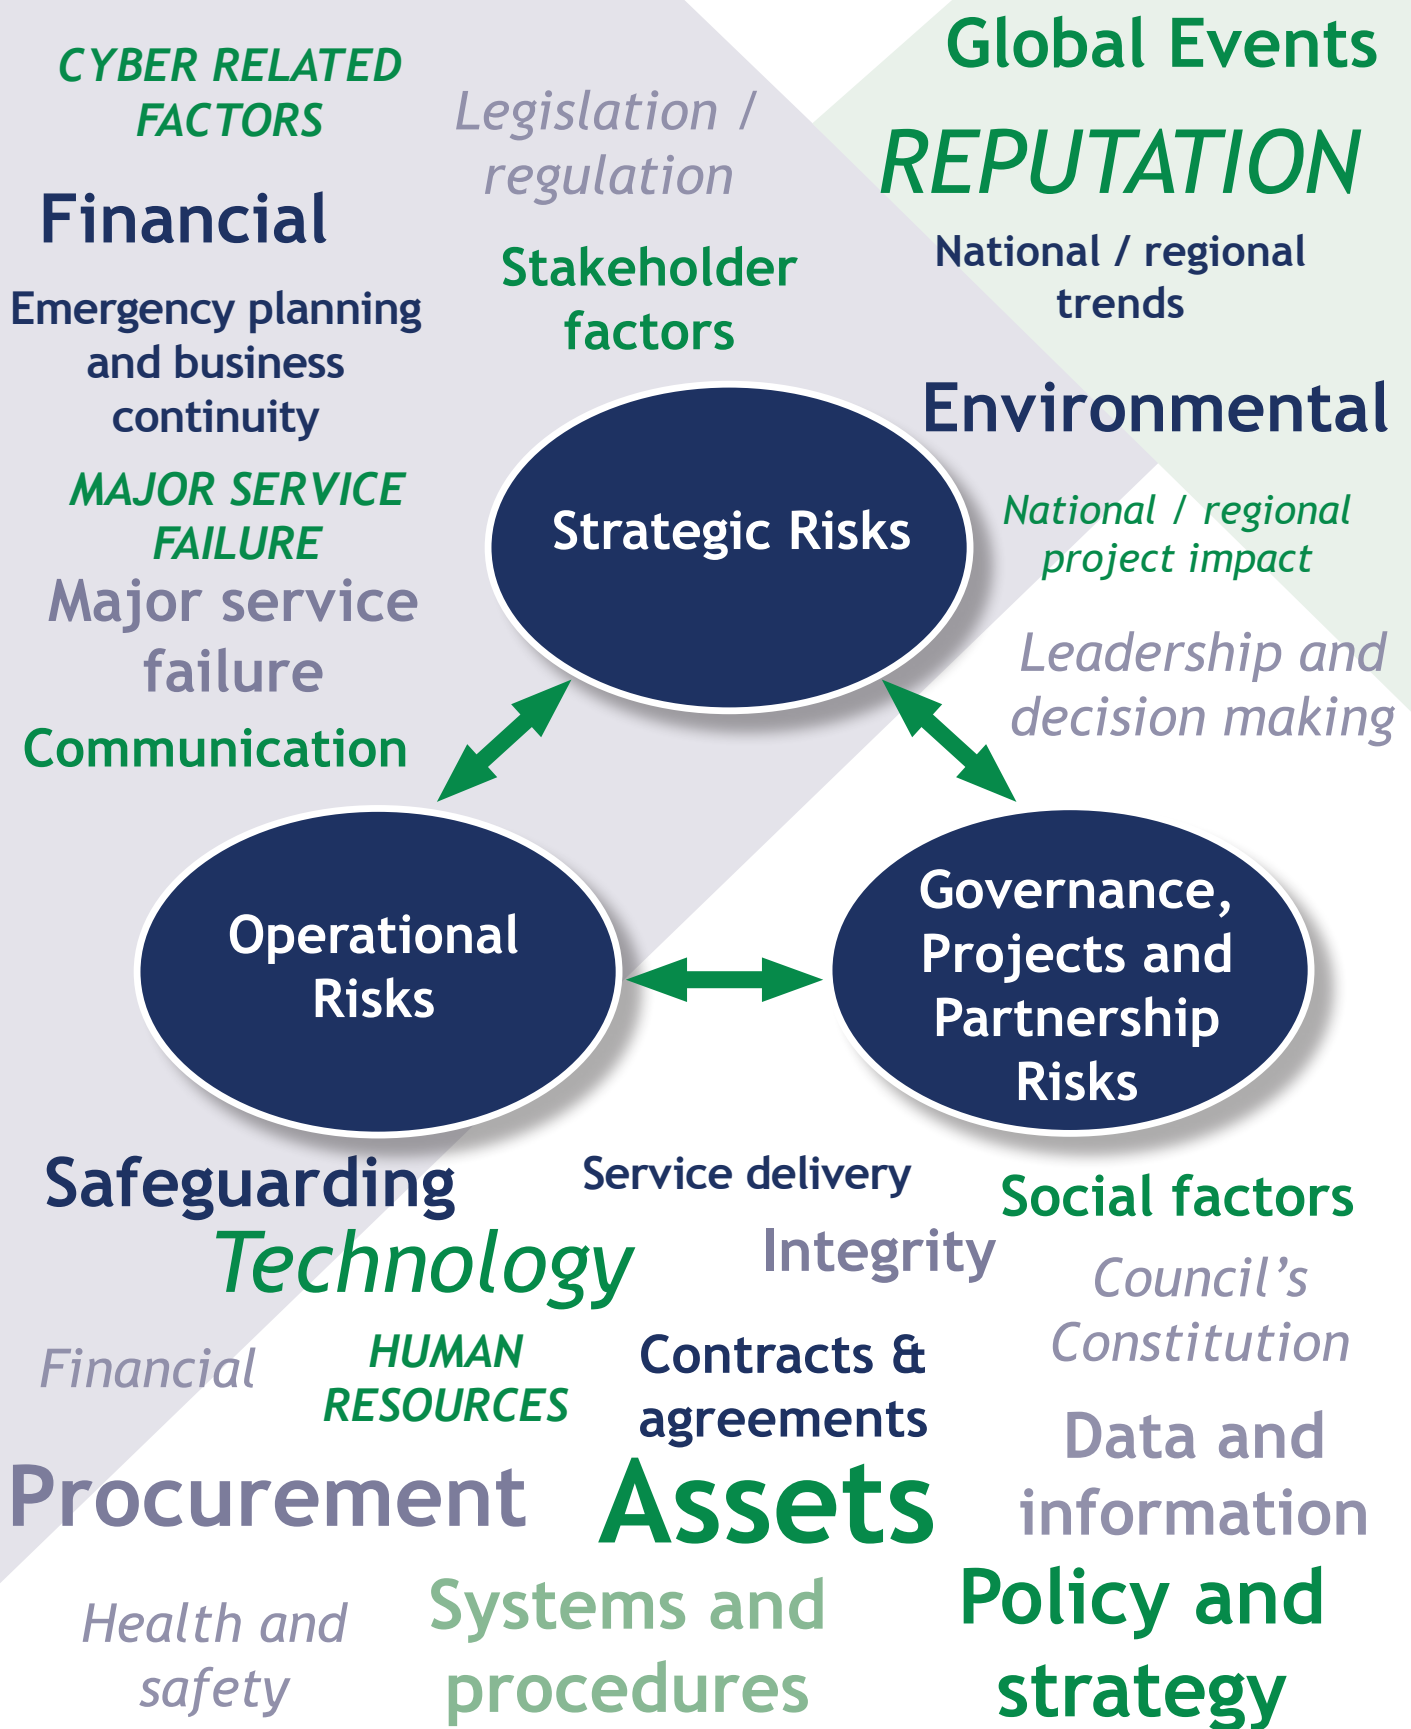 CYBER RELATED
FACTORS
Legislation /
regulation
Global Events
REPUTATION
National / regional
trends
Financial
Stakeholder
factors
Emergency planning
and business
continuity
Environmental
MAJOR SERVICE
FAILURE
National / regional
project impact
Strategic Risks
Major service
failure
Leadership and
decision making
Communication
Operational
Risks
Governance,
Projects and
Partnership
Risks
Safeguarding
Service delivery
Social factors
Technology
Integrity
Council’s
Constitution
Financial
HUMAN
RESOURCES
Contracts &
agreements
Data and
information
Procurement
Assets
Policy and
strategy
Health and
safety
Systems and
procedures